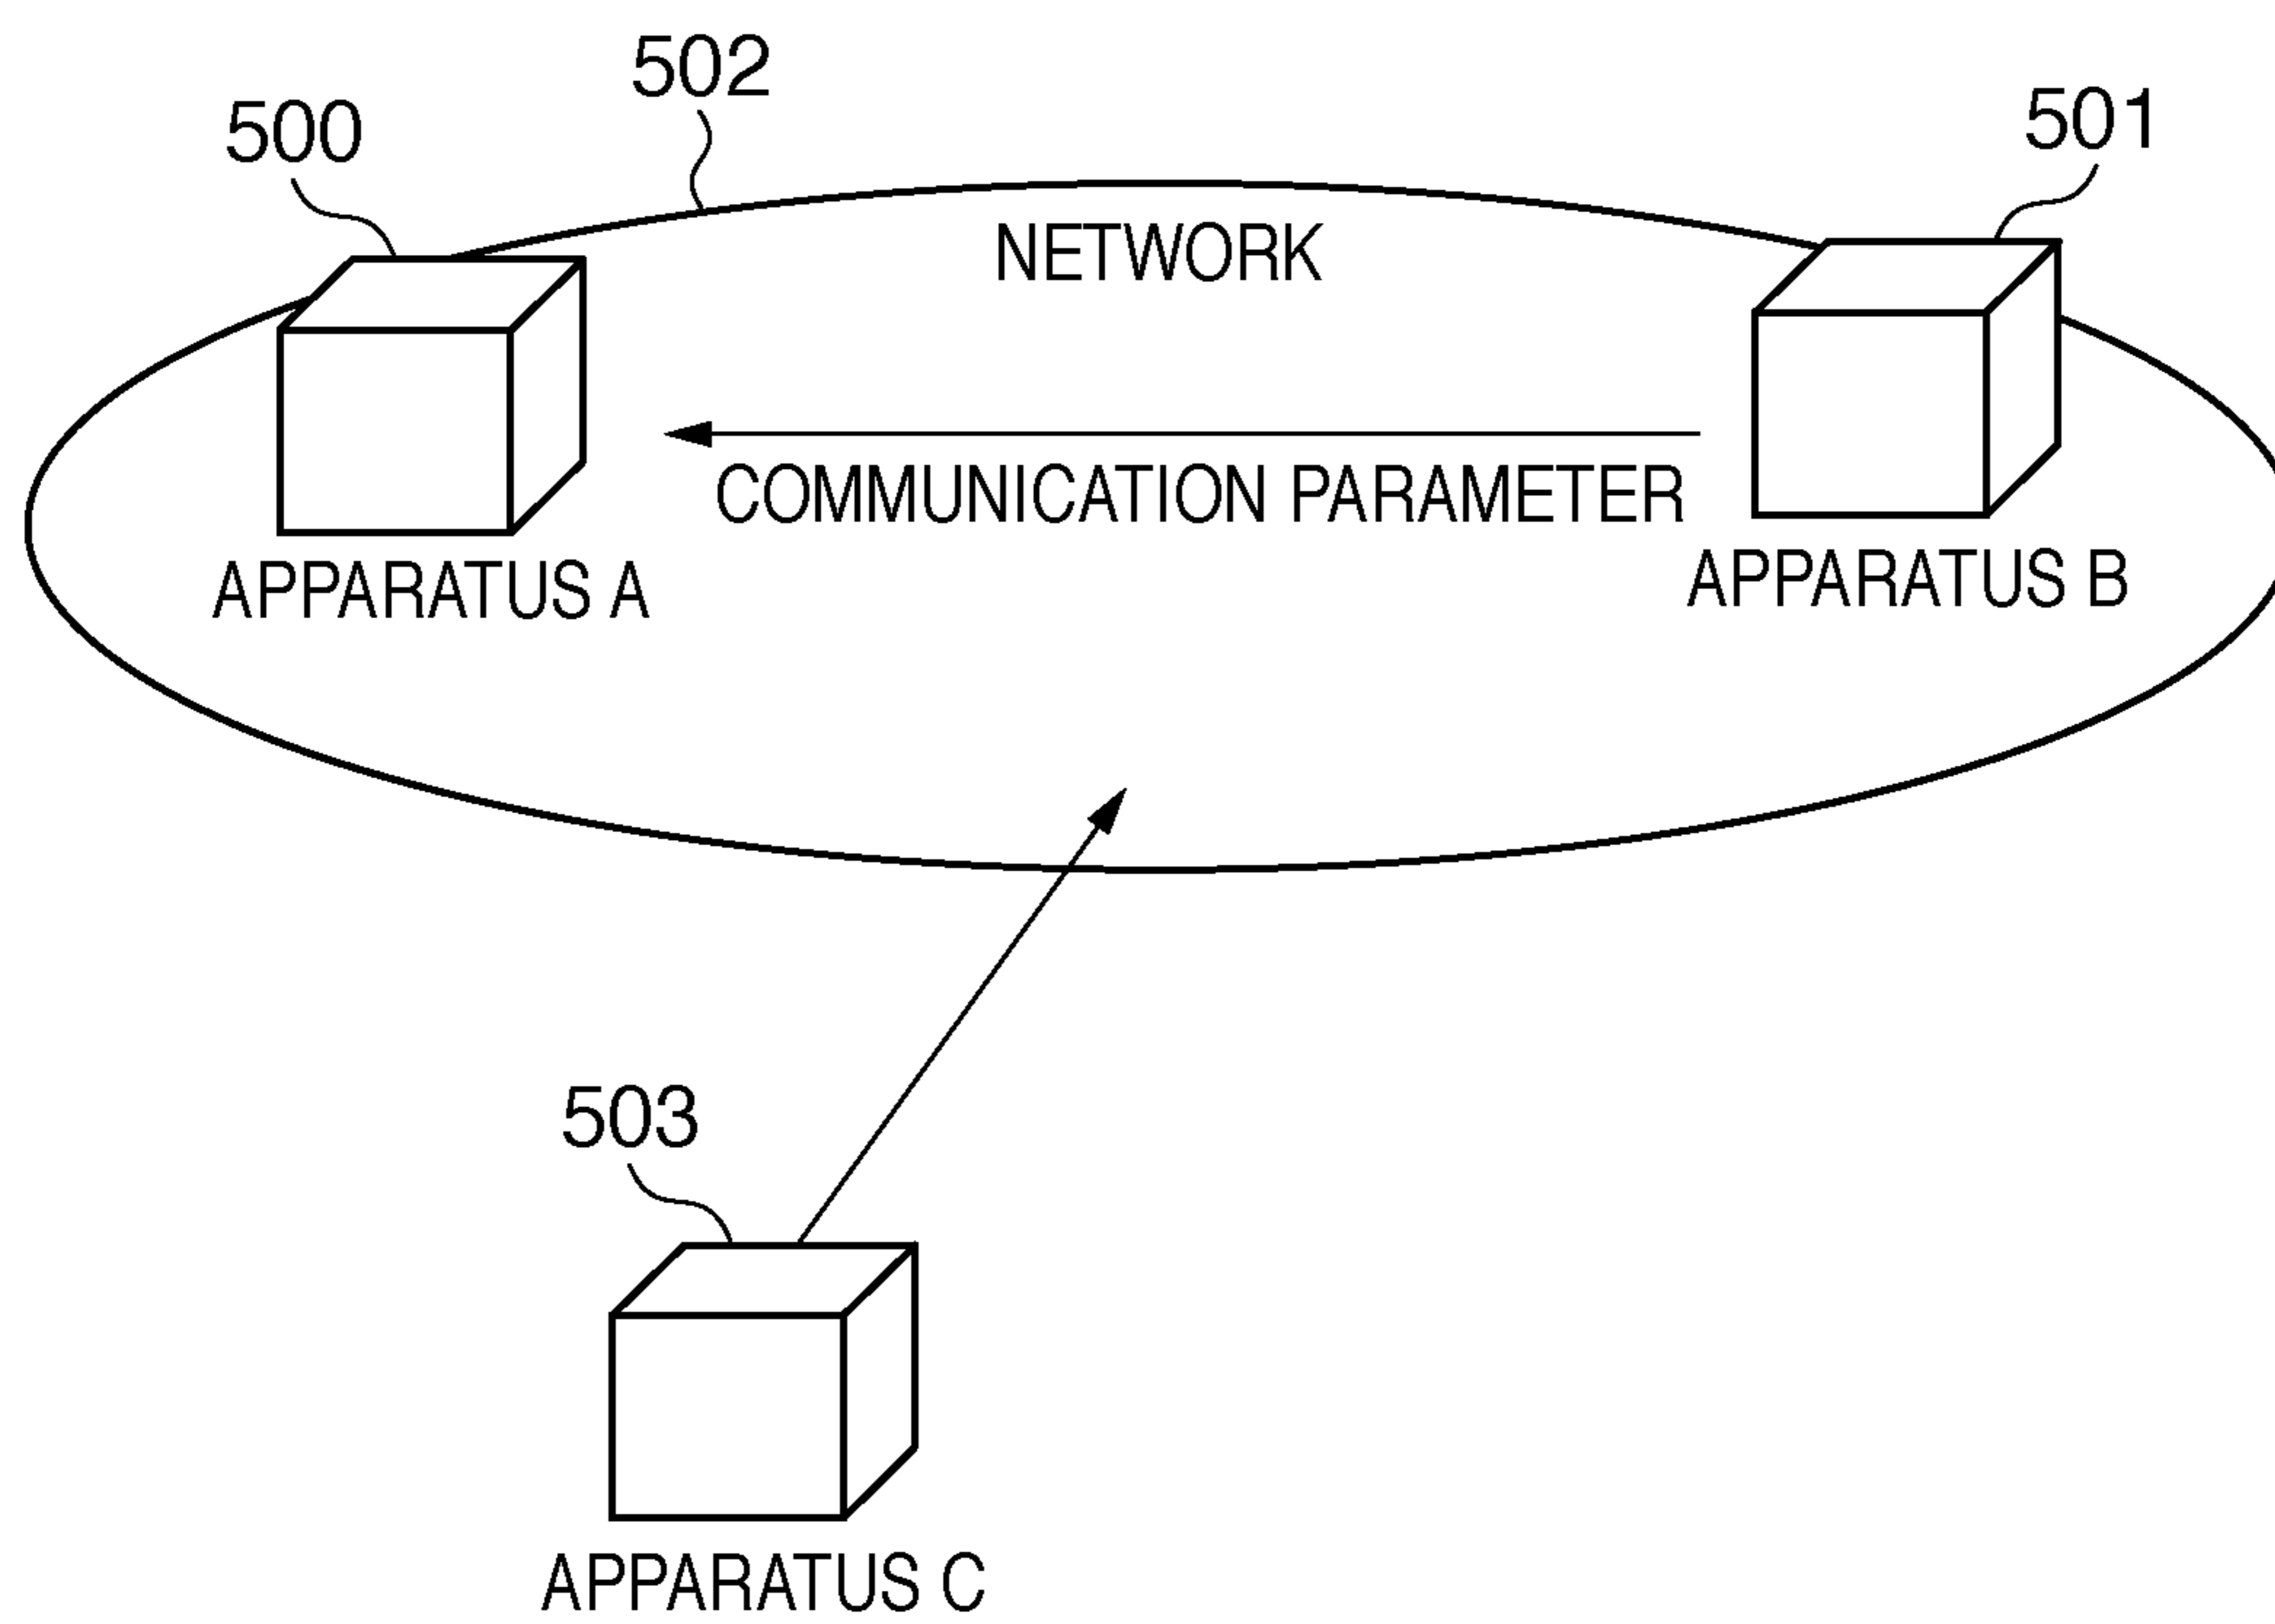 502
500
501
NETWORK
COMMUNICATION PARAMETER
APPARATUS A
APPARATUS B
503
APPARATUS C